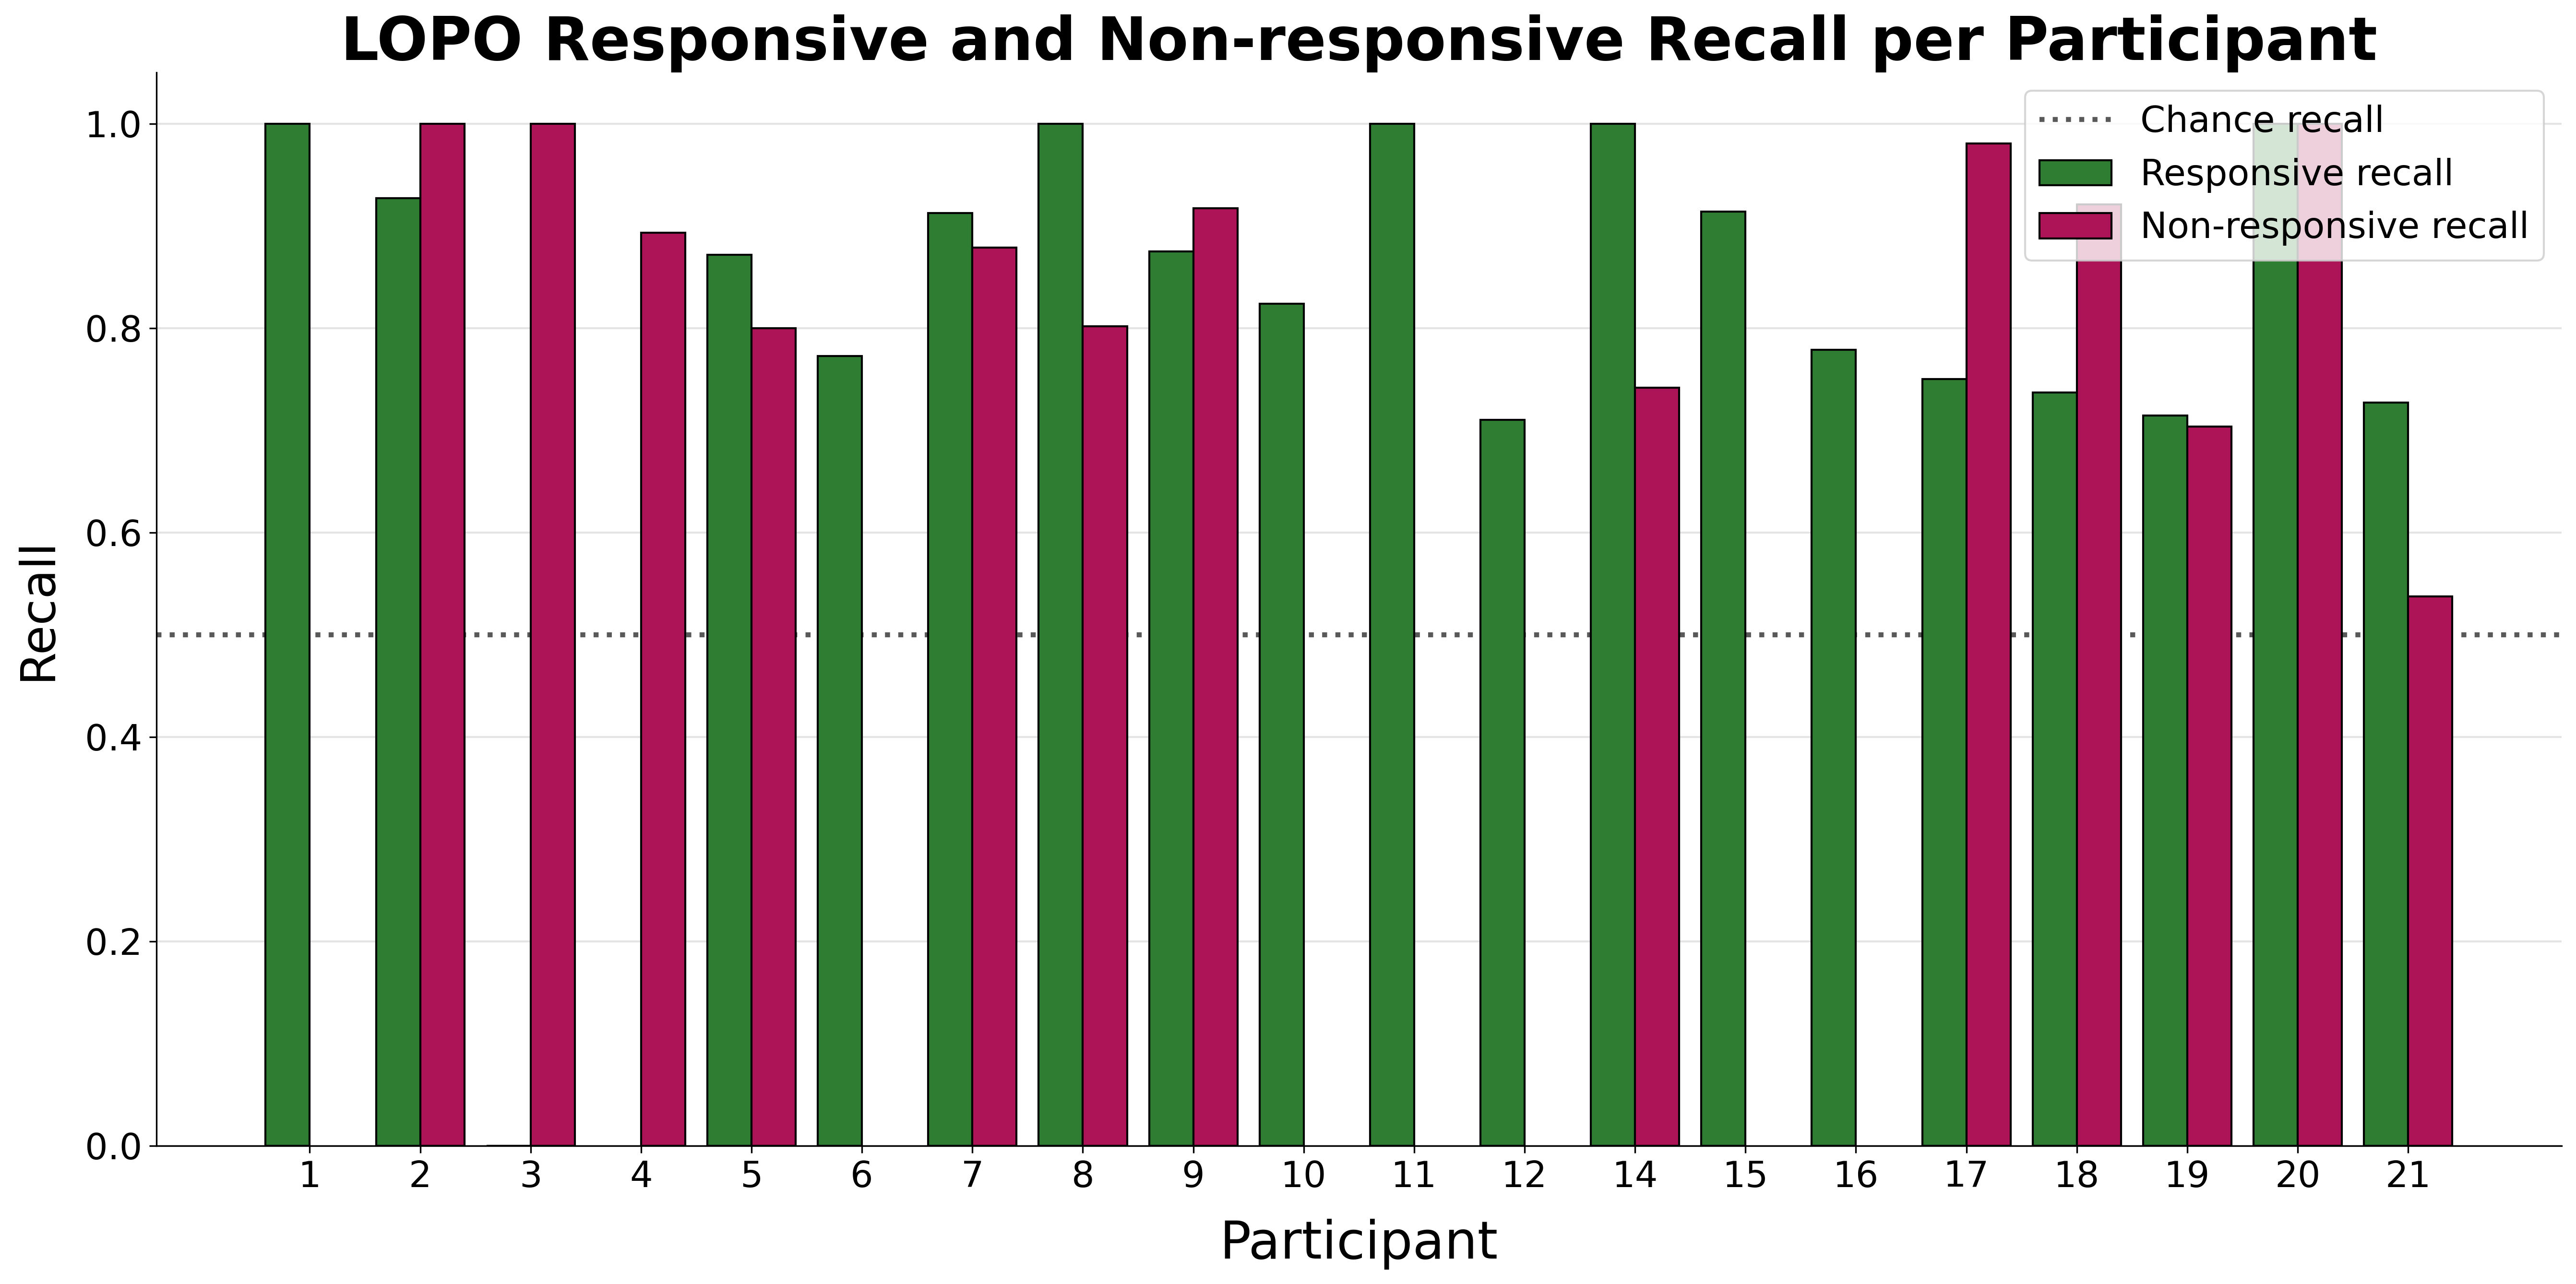 LOPO Responsive and Non-responsive Recall per Participant
Chance recall
Responsive recall
Non-responsive recall
Recall
1.0
0.8
0.6
0.4
0.2
0.0
1 2 3 4 5 6 7 8 9 10 11 12 14 15 16 17 18 19 20 21
Participant